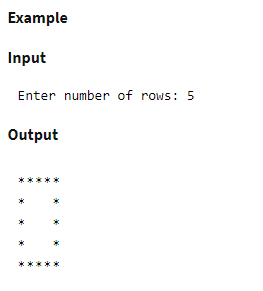 Example
Input
Enter number of rows: 5
Output
*****
*   *
*   *
*   *
*****